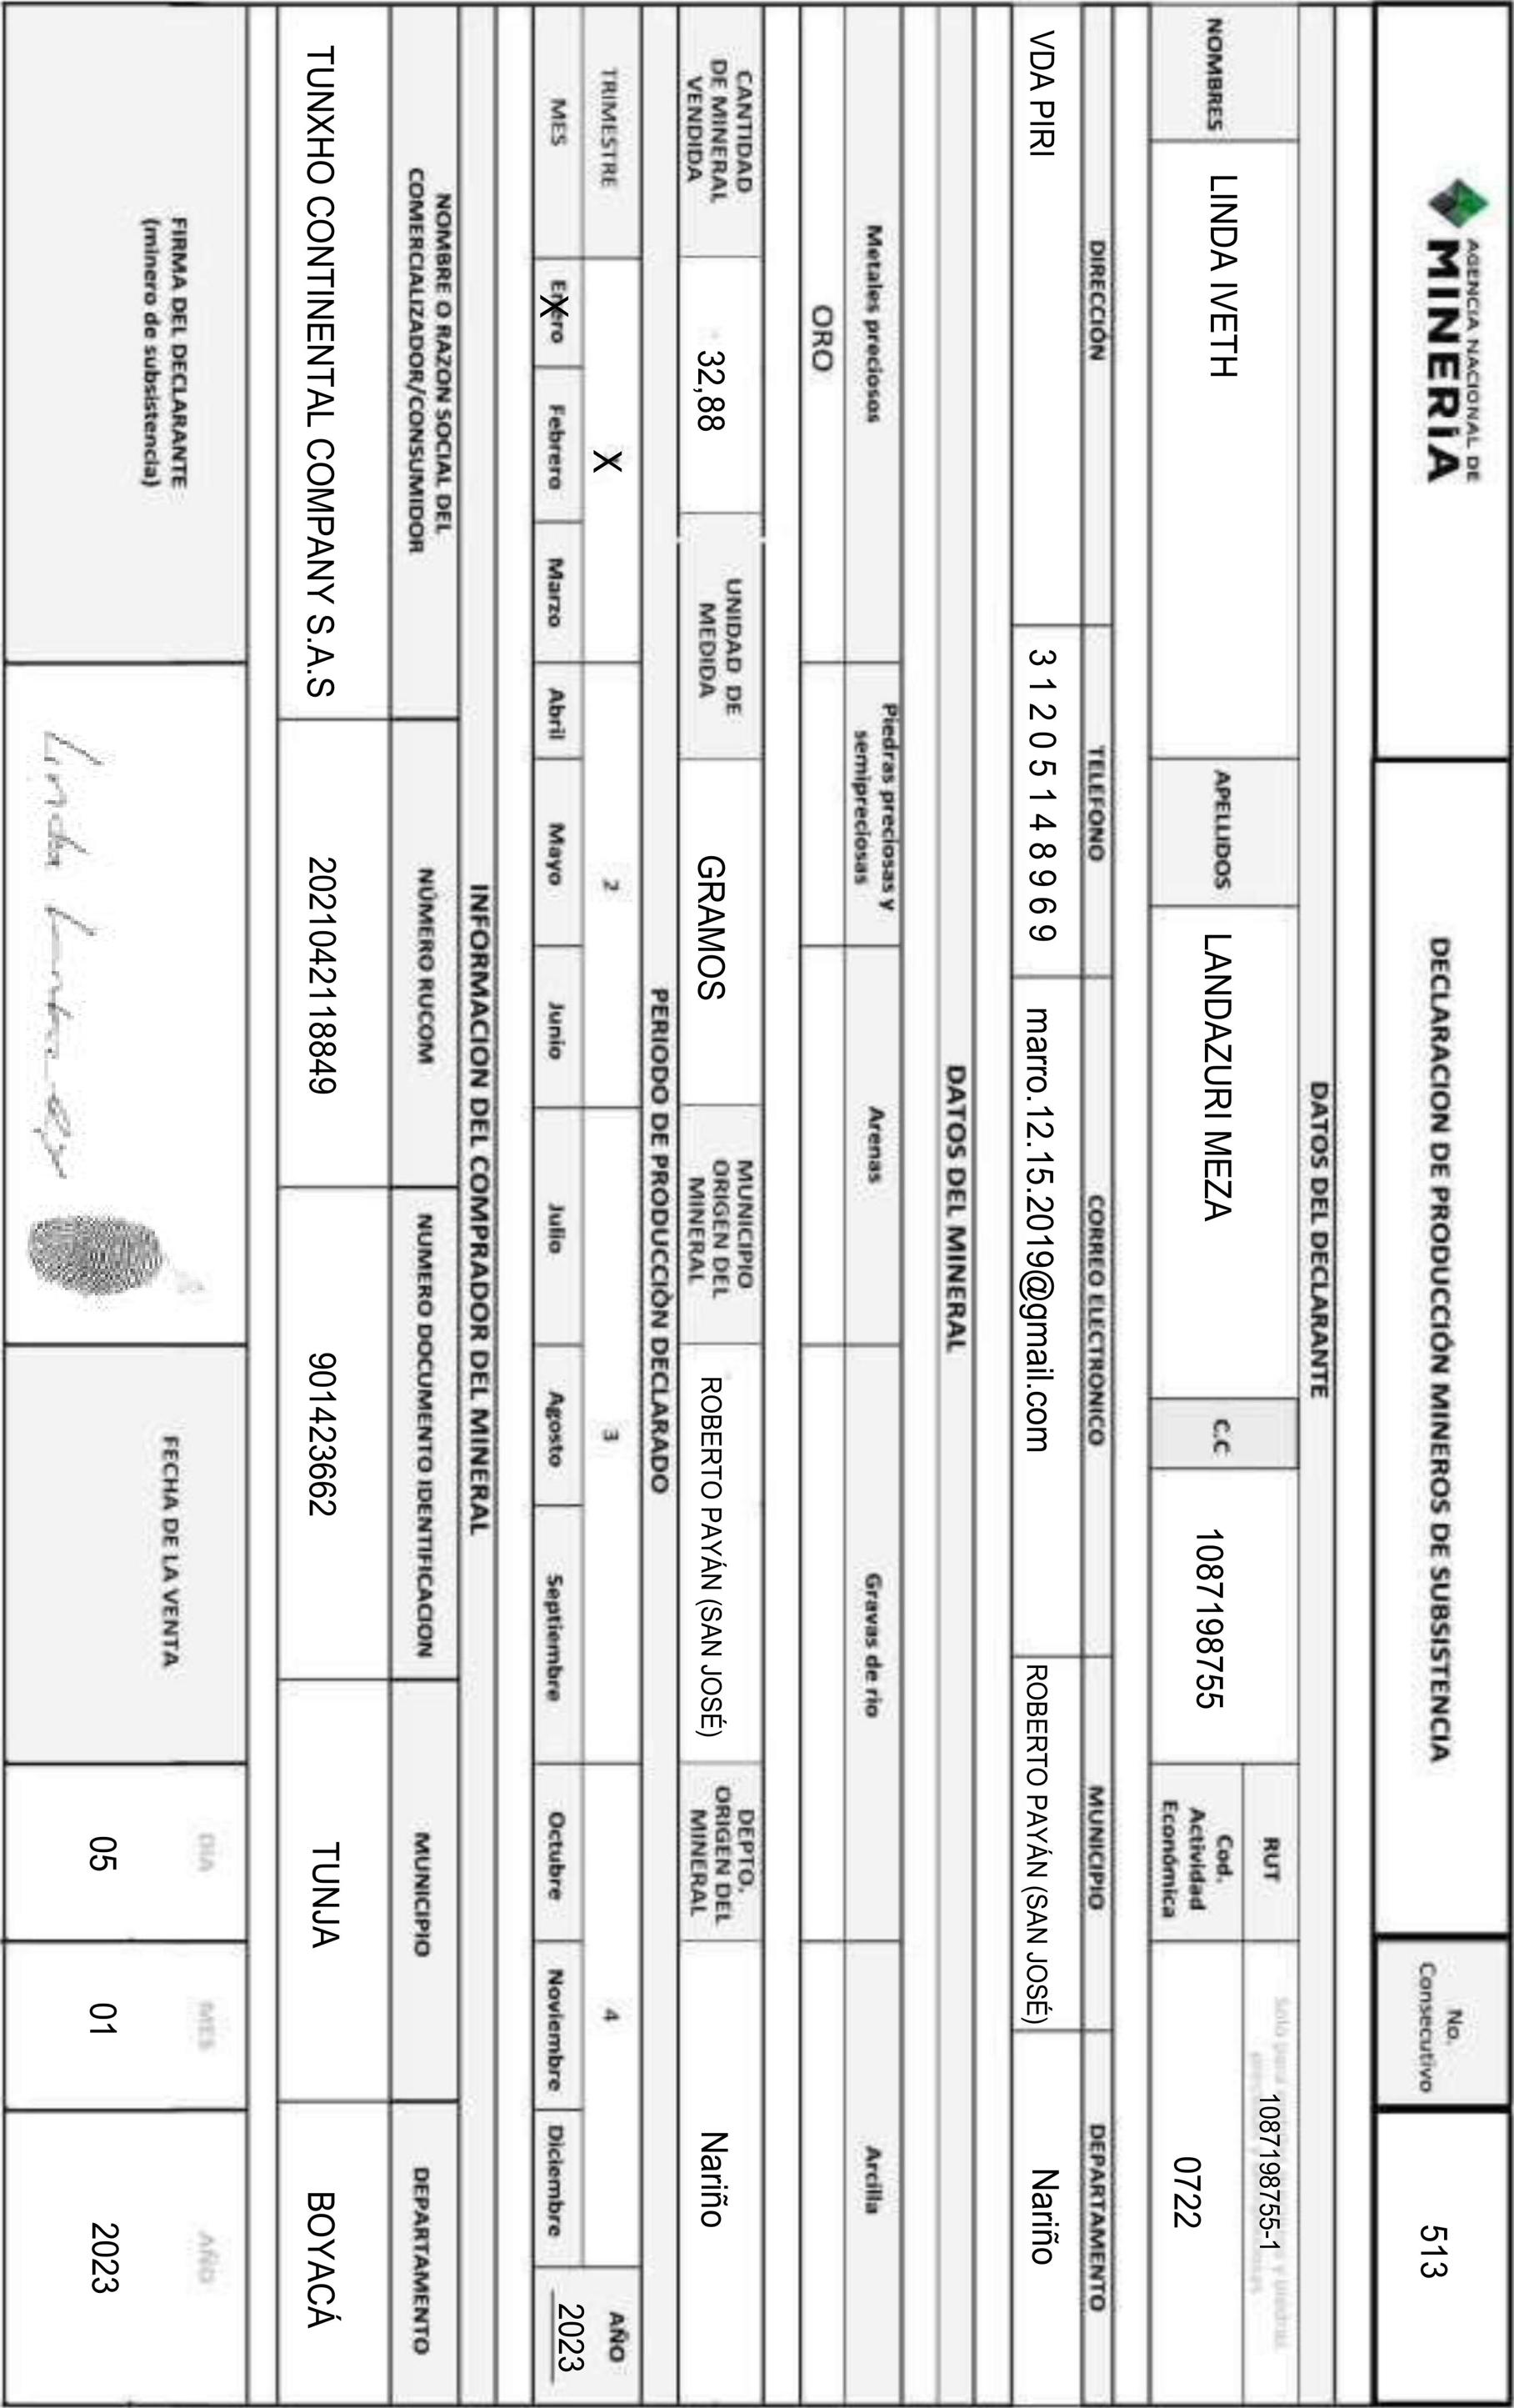 AGENCIA NACIONAL DE
MINERÍA
DECLARACION DE PRODUCCIÓN MINEROS DE SUBSISTENCIA
No.
Consecutivo
513
DATOS DEL DECLARANTE
NOMBRES
LINDA IVETH
APELLIDOS
LANDAZURI MEZA
C.C
1087198755
RUT
1087198755-1
Cod.
Actividad
Económica
0722
DIRECCIÓN
TELEFONO
CORREO ELECTRONICO
MUNICIPIO
DEPARTAMENTO
VDA PIRI
3 1 2 0 5 1 4 8 9 6 9
marro.12.15.2019@gmail.com
ROBERTO PAYÁN (SAN JOSÉ)
Nariño
DATOS DEL MINERAL
Metales preciosos
Piedras preciosas y
semipreciosas
Arenas
Gravas de rio
Arcilla
ORO
CANTIDAD
DE MINERAL
VENDIDA
32,88
UNIDAD DE
MEDIDA
GRAMOS
MUNICIPIO
ORIGEN DEL
MINERAL
ROBERTO PAYÁN (SAN JOSÉ)
DEPTO.
ORIGEN DEL
MINERAL
Nariño
PERIODO DE PRODUCCIÓN DECLARADO
TRIMESTRE
X
2
3
4
AÑO
MES
Enero
X
Febrero
Marzo
Abril
Mayo
Junio
Julio
Agosto
Septiembre
Octubre
Noviembre
Diciembre
2023
INFORMACION DEL COMPRADOR DEL MINERAL
NOMBRE O RAZON SOCIAL DEL
COMERCIALIZADOR/CONSUMIDOR
NÚMERO RUCOM
NUMERO DOCUMENTO IDENTIFICACION
MUNICIPIO
DEPARTAMENTO
TUNXHO CONTINENTAL COMPANY S.A.S
2021042118849
901423662
TUNJA
BOYACÁ
FIRMA DEL DECLARANTE
(minero de subsistencia)
Linda
FECHA DE LA VENTA
DIA
MES
AÑO
05
01
2023